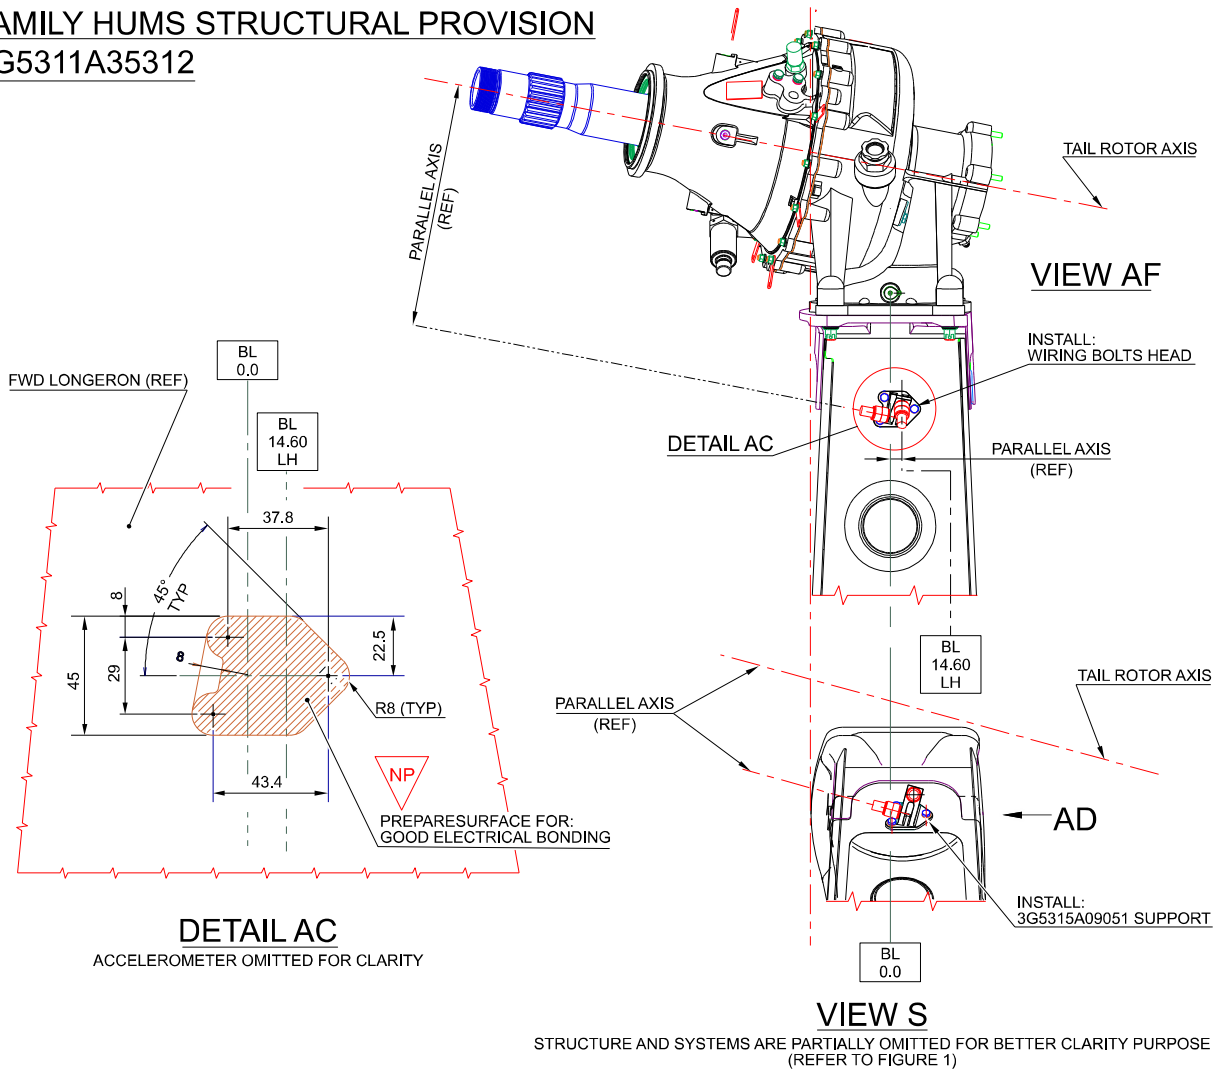 AMILY HUMS STRUCTURAL PROVISION
G5311A35312
PARALLEL AXIS
(REF)
TAIL ROTOR AXIS
VIEW AF
INSTALL:
WIRING BOLTS HEAD
DETAIL AC
PARALLEL AXIS
(REF)
BL
0.0
FWD LONGERON (REF)
BL
14.60
LH
37.8
45°
TYP
8
45
29
8
22.5
R8 (TYP)
43.4
NP
PREPARESURFACE FOR:
GOOD ELECTRICAL BONDING
DETAIL AC
ACCELEROMETER OMITTED FOR CLARITY
BL
14.60
LH
PARALLEL AXIS
(REF)
TAIL ROTOR AXIS
AD
INSTALL:
3G5315A09051 SUPPORT
BL
0.0
VIEW S
STRUCTURE AND SYSTEMS ARE PARTIALLY OMITTED FOR BETTER CLARITY PURPOSE
(REFER TO FIGURE 1)